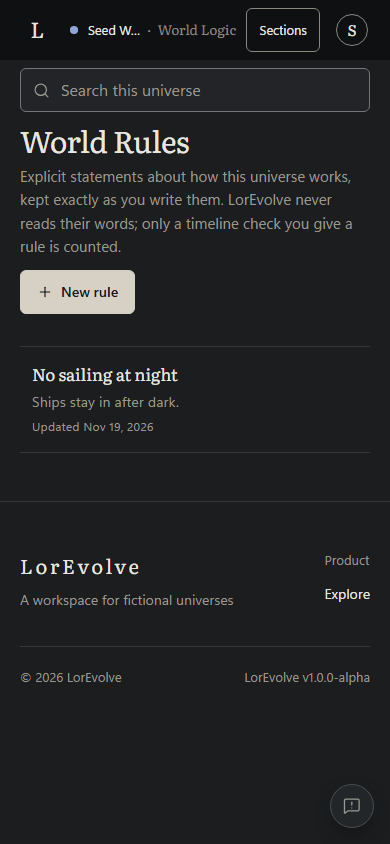 L
Seed W... · World Logic
Sections
S
Search this universe
World Rules
Explicit statements about how this universe works,
kept exactly as you write them. LorEvolve never
reads their words; only a timeline check you give a
rule is counted.
New rule
No sailing at night
Ships stay in after dark.
Updated Nov 19, 2026
LorEvolve
A workspace for fictional universes
Product
Explore
© 2026 LorEvolve
LorEvolve v1.0.0-alpha